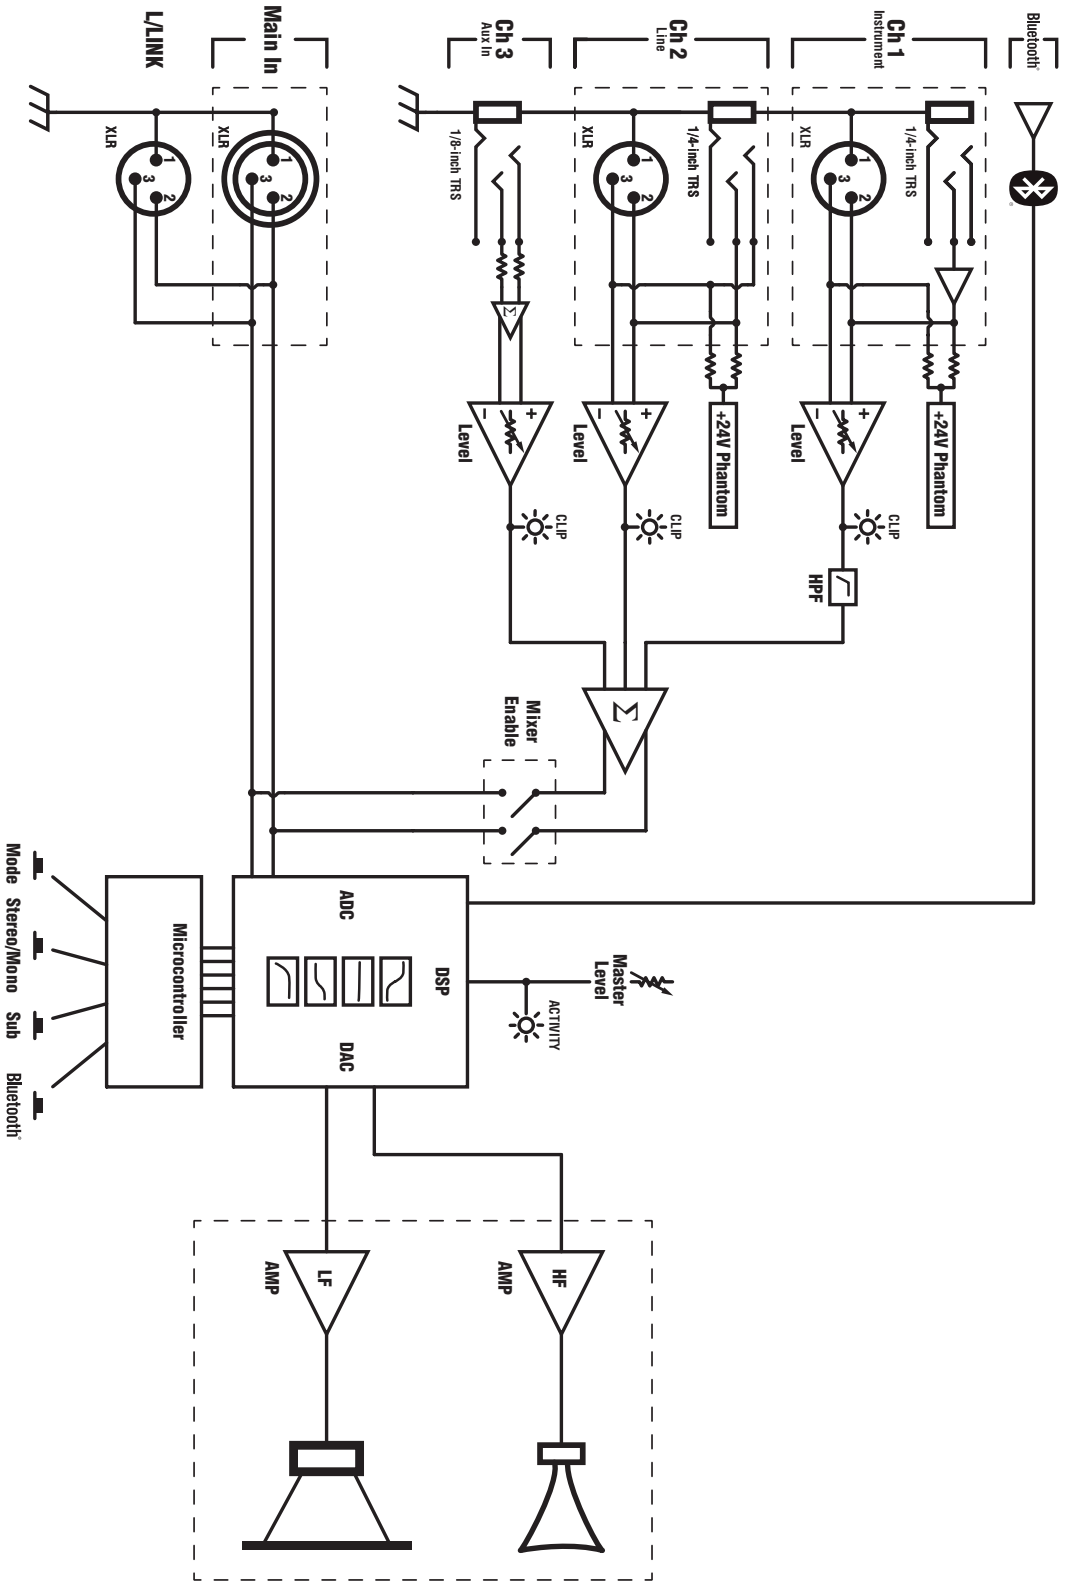 Bluetooth®
Ch 1
Instrument
1/4-inch TRS
XLR
1
2
3
+24V Phantom
+
−
Level
CLIP
HPF
Ch 2
Line
1/4-inch TRS
XLR
1
2
3
+24V Phantom
+
−
Level
CLIP
Ch 3
Aux In
1/8-inch TRS
Σ
+
−
Level
CLIP
Σ
Mixer
Enable
Main In
XLR
1
2
3
L/LINK
XLR
1
2
3
Master
Level
ACTIVITY
DSP
ADC
DAC
Microcontroller
Mode
Stereo/Mono
Sub
Bluetooth®
HF
AMP
LF
AMP